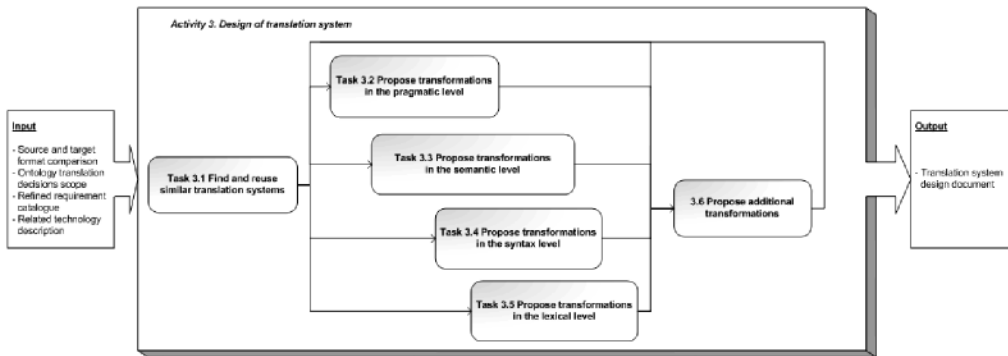 Activity 3. Design of translation system
Task 3.2 Propose transformations
in the pragmatic level
Input
- Source and target
format comparison
- Ontology translation
decisions scope
- Refined requirement
catalogue
- Related technology
description
Task 3.1 Find and reuse
similar translation systems
Task 3.3 Propose transformations
in the semantic level
Task 3.4 Propose transformations
in the syntax level
Task 3.5 Propose transformations
in the lexical level
3.6 Propose additional
transformations
Output
- Translation system
design document